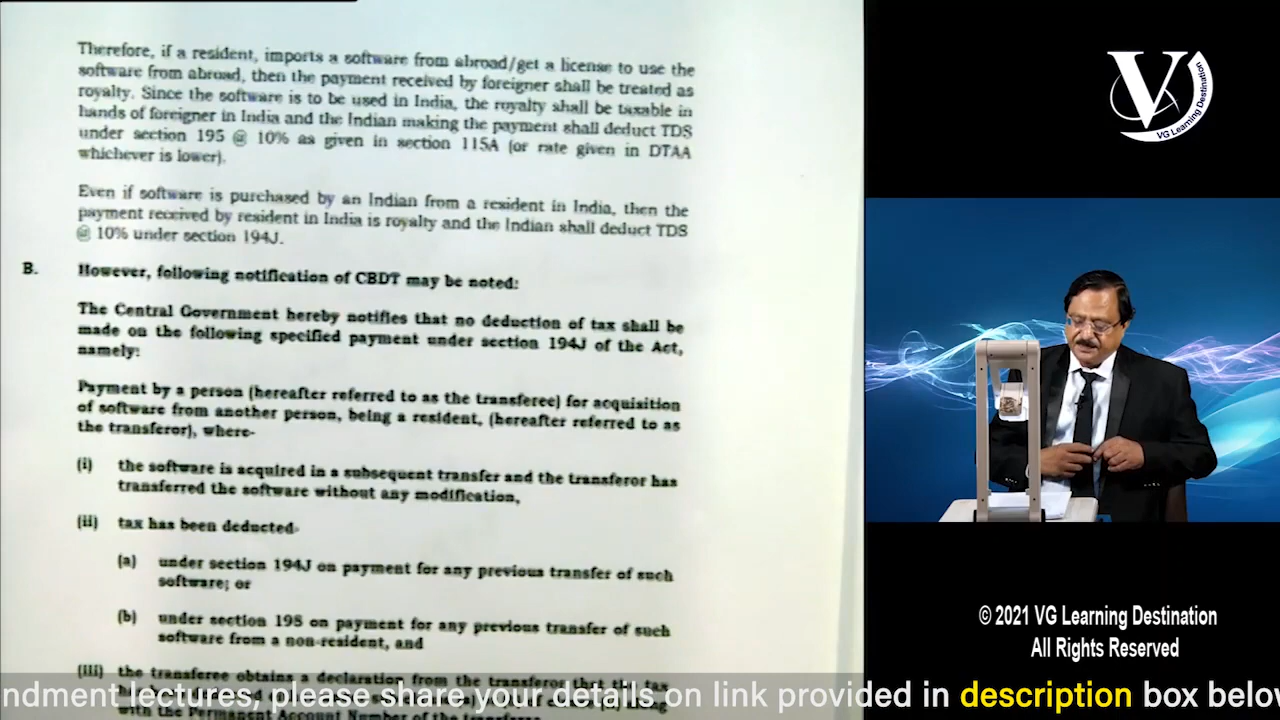 Therefore, if a resident, imports a software from abroad/get a license to use the
software from abroad, then the payment received by foreigner shall be treated as
royalty. Since the software is to be used in India, the royalty shall be taxable in
hands of foreigner in India and the Indian making the payment shall deduct TDS
under section 195 @ 10% as given in section 115A (or rate given in DTAA
whichever is lower).
Even if software is purchased by an Indian from a resident in India, then the
payment received by resident in India is royalty and the Indian shall deduct TDS
@ 10% under section 194J.
B. However, following notification of CBDT may be noted:
The Central Government hereby notifies that no deduction of tax shall be
made on the following specified payment under section 194J of the Act,
namely:
Payment by a person (hereafter referred to as the transferee) for acquisition
of software from another person, being a resident, (hereafter referred to as
the transferor), where-
(i) the software is acquired in a subsequent transfer and the transferor has
transferred the software without any modification,
(ii) tax has been deducted-
(a) under section 194J on payment for any previous transfer of such
software; or
(b) under section 195 on payment for any previous transfer of such
software from a non-resident, and
(iii) the transferee obtains a declaration from the transferor that the tax
with the Permanent Account Number of the
V
VG Learning Destination
© 2021 VG Learning Destination
All Rights Reserved
ndment lectures, please share your details on link provided in description box below